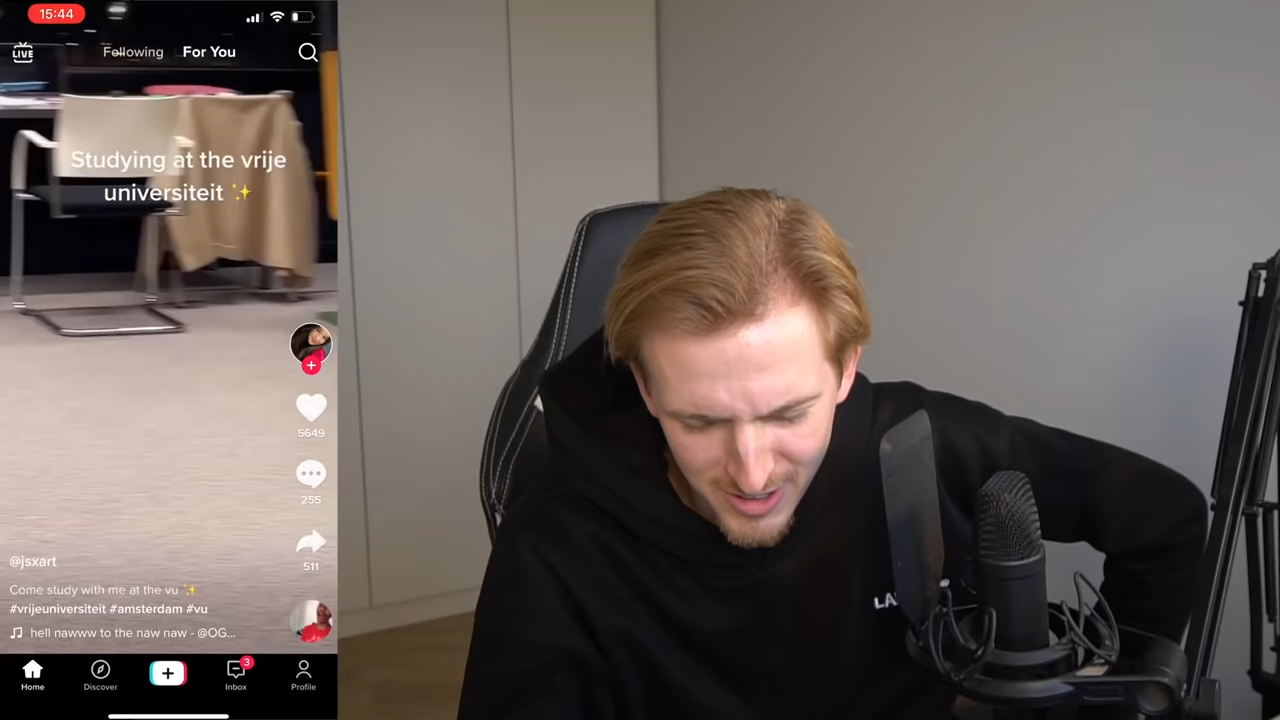 15:44
LIVE
Following
For You
Studying at the vrije
universiteit ✨
5649
255
511
@jsxart
Come study with me at the vu ✨
#vrijeuniversiteit #amsterdam #vu
hell nawww to the naw naw - @OG...
3
Home
Discover
Inbox
Profile